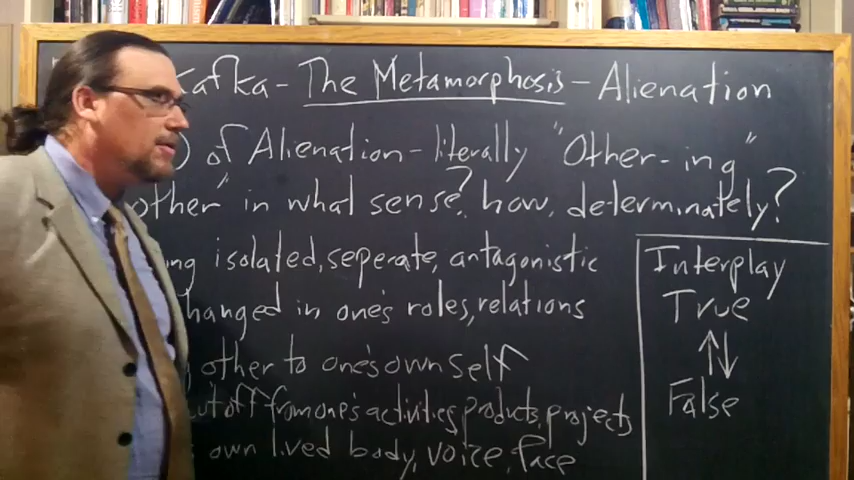 Kafka - The Metamorphosis - Alienation
of Alienation - literally "Other-ing"
other" in what sense? how, determinately?
isolated, seperate, antagonistic
hanged in one's roles, relations
other to one's own self
cut off from one's activities, products, projects
own lived body, voice, face
Interplay
True
False